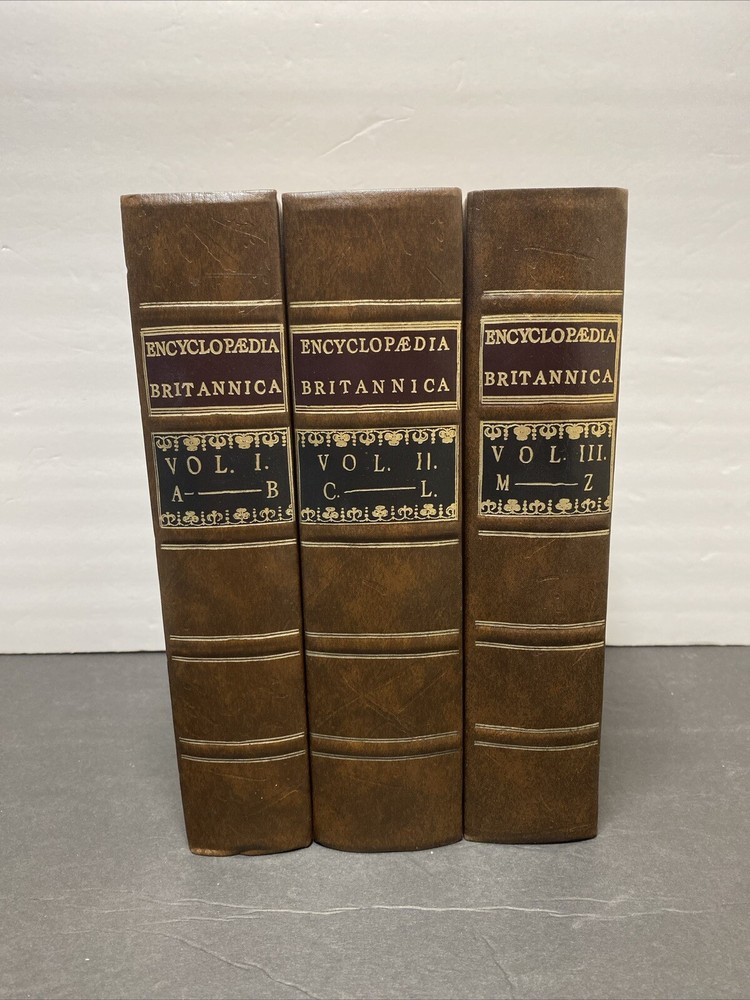 ENCYCLOPÆDIA
BRITANNICA
VOL. I.
A——B
ENCYCLOPÆDIA
BRITANNICA
VOL. II.
C.——L.
ENCYCLOPÆDIA
BRITANNICA
VOL. III.
M——Z